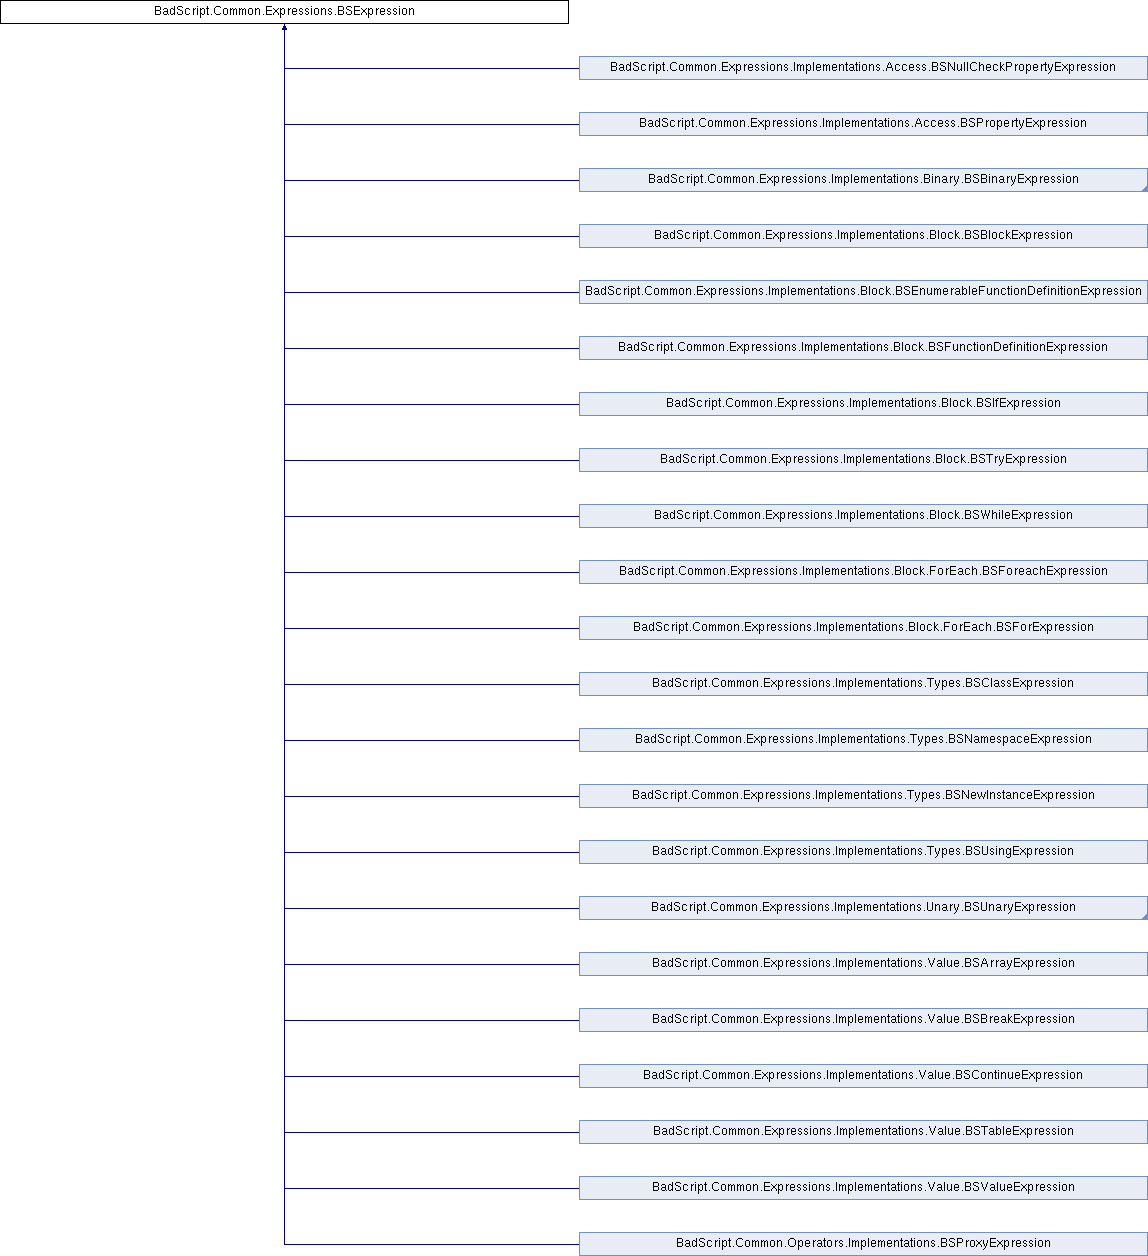 BadScript.Common.Expressions.BSExpression
BadScript.Common.Expressions.Implementations.Access.BSNullCheckPropertyExpression
BadScript.Common.Expressions.Implementations.Access.BSPropertyExpression
BadScript.Common.Expressions.Implementations.Binary.BSBinaryExpression
BadScript.Common.Expressions.Implementations.Block.BSBlockExpression
BadScript.Common.Expressions.Implementations.Block.BSEnumerableFunctionDefinitionExpression
BadScript.Common.Expressions.Implementations.Block.BSFunctionDefinitionExpression
BadScript.Common.Expressions.Implementations.Block.BSIfExpression
BadScript.Common.Expressions.Implementations.Block.BSTryExpression
BadScript.Common.Expressions.Implementations.Block.BSWhileExpression
BadScript.Common.Expressions.Implementations.Block.ForEach.BSForeachExpression
BadScript.Common.Expressions.Implementations.Block.ForEach.BSForExpression
BadScript.Common.Expressions.Implementations.Types.BSClassExpression
BadScript.Common.Expressions.Implementations.Types.BSNamespaceExpression
BadScript.Common.Expressions.Implementations.Types.BSNewInstanceExpression
BadScript.Common.Expressions.Implementations.Types.BSUsingExpression
BadScript.Common.Expressions.Implementations.Unary.BSUnaryExpression
BadScript.Common.Expressions.Implementations.Value.BSArrayExpression
BadScript.Common.Expressions.Implementations.Value.BSBreakExpression
BadScript.Common.Expressions.Implementations.Value.BSContinueExpression
BadScript.Common.Expressions.Implementations.Value.BSTableExpression
BadScript.Common.Expressions.Implementations.Value.BSValueExpression
BadScript.Common.Operators.Implementations.BSProxyExpression